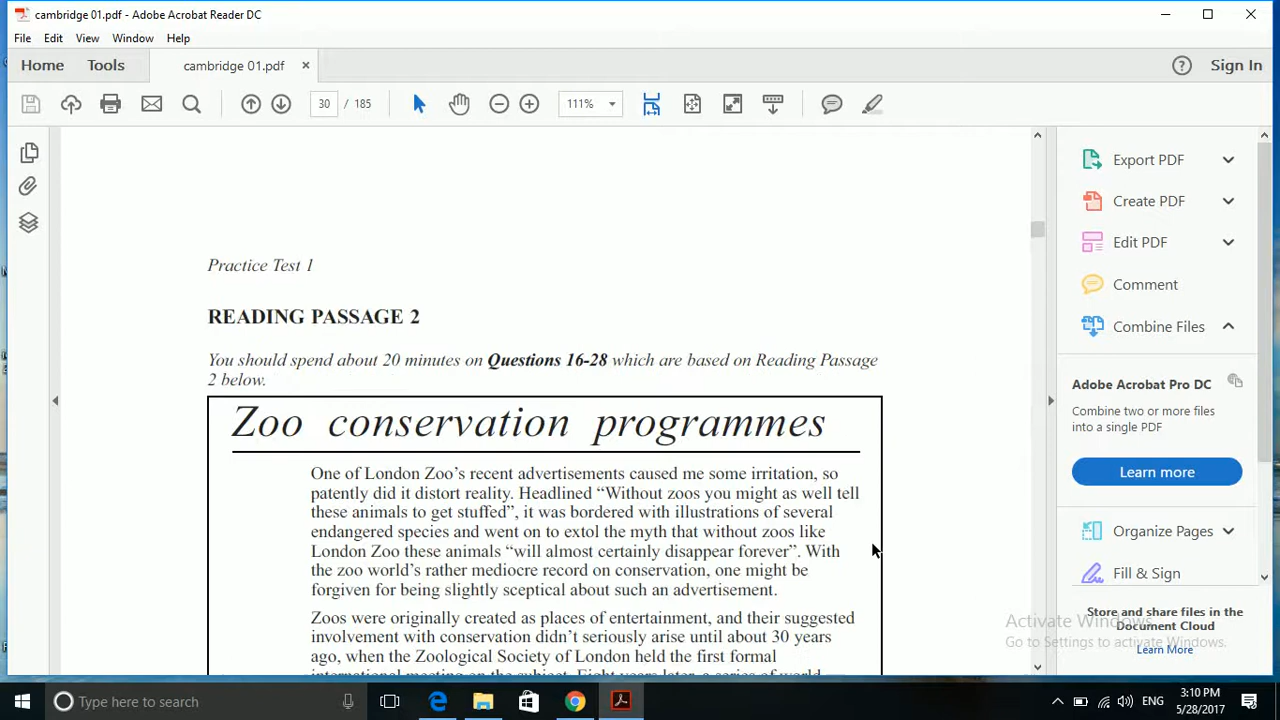 cambridge 01.pdf - Adobe Acrobat Reader DC
File Edit View Window Help
Home Tools cambridge 01.pdf × Sign In
30 / 185 111%
Practice Test 1
READING PASSAGE 2
You should spend about 20 minutes on Questions 16-28 which are based on Reading Passage
2 below.
Zoo conservation programmes
One of London Zoo's recent advertisements caused me some irritation, so
patently did it distort reality. Headlined “Without zoos you might as well tell
these animals to get stuffed”, it was bordered with illustrations of several
endangered species and went on to extol the myth that without zoos like
London Zoo these animals “will almost certainly disappear forever”. With
the zoo world's rather mediocre record on conservation, one might be
forgiven for being slightly sceptical about such an advertisement.
Zoos were originally created as places of entertainment, and their suggested
involvement with conservation didn't seriously arise until about 30 years
ago, when the Zoological Society of London held the first formal
international meeting on the subject. Eight years later, a series of world
Export PDF
Create PDF
Edit PDF
Comment
Combine Files
Adobe Acrobat Pro DC
Combine two or more files
into a single PDF
Learn more
Organize Pages
Fill & Sign
Store and share files in the
Document Cloud
Learn More
Activate Windows
Go to Settings to activate Windows.
Type here to search
ENG
3:10 PM
5/28/2017